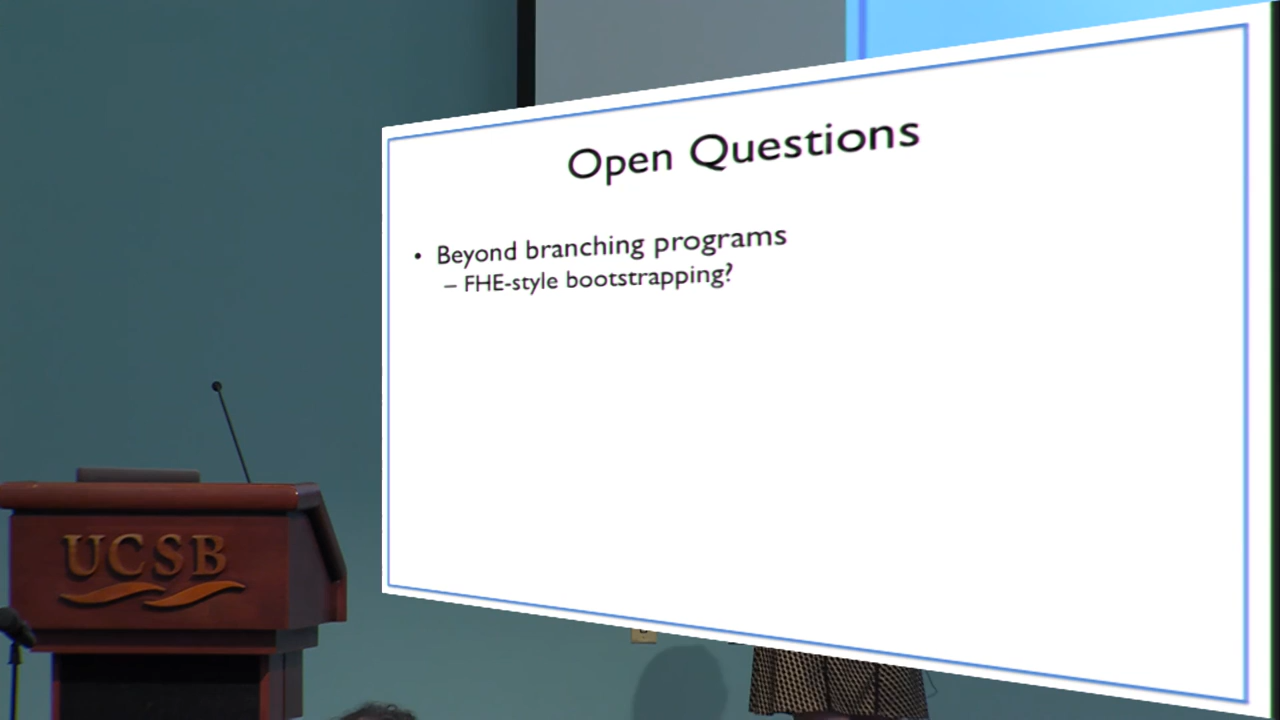 Open Questions
• Beyond branching programs
– FHE-style bootstrapping?
UCSB